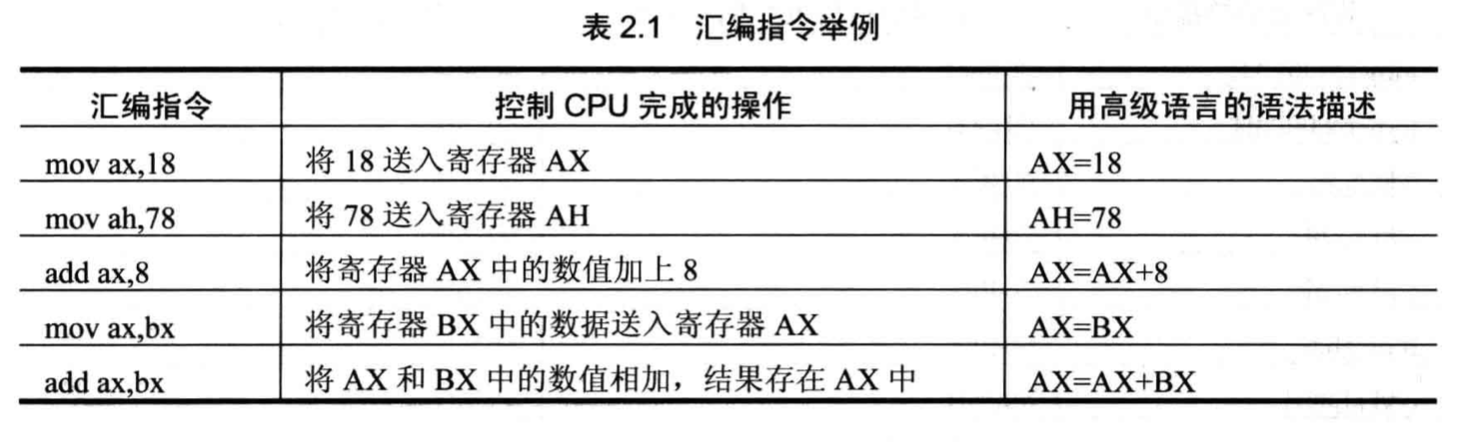 表 2.1 汇编指令举例
汇编指令 控制 CPU 完成的操作 用高级语言的语法描述
mov ax,18 将 18 送入寄存器 AX AX=18
mov ah,78 将 78 送入寄存器 AH AH=78
add ax,8 将寄存器 AX 中的数值加上 8 AX=AX+8
mov ax,bx 将寄存器 BX 中的数据送入寄存器 AX AX=BX
add ax,bx 将 AX 和 BX 中的数值相加，结果存在 AX 中 AX=AX+BX